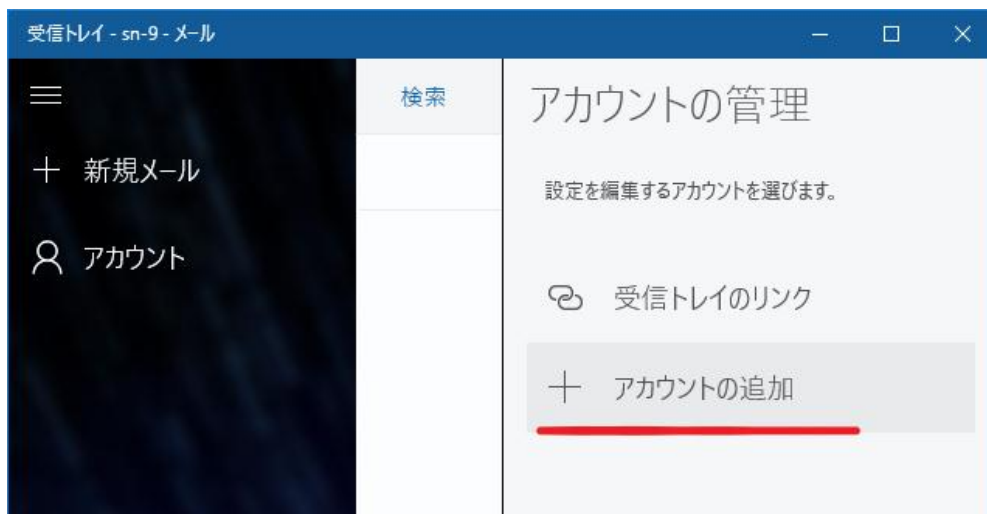 受信トレイ - sn-9 - メール
新規メール
アカウント
検索
アカウントの管理
設定を編集するアカウントを選びます。
受信トレイのリンク
アカウントの追加